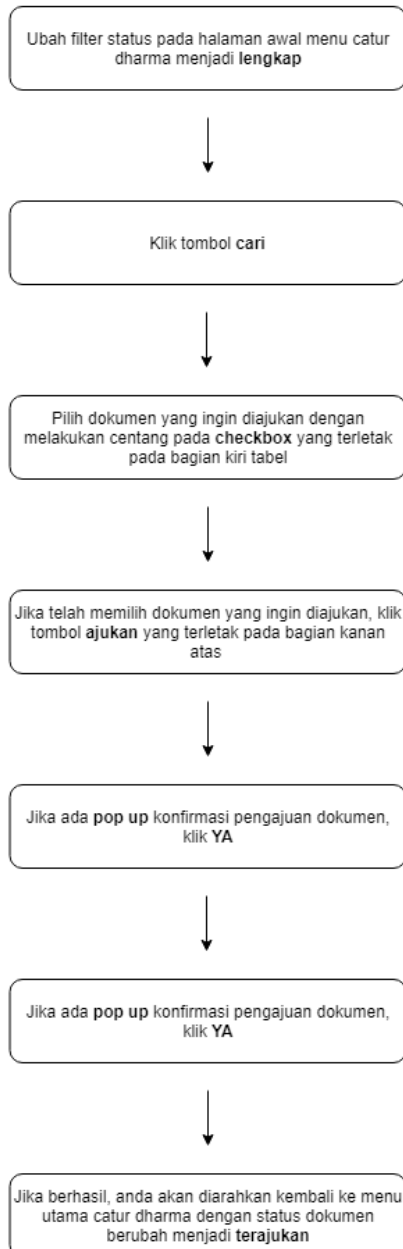 Ubah filter status pada halaman awal menu catur
dharma menjadi lengkap
Klik tombol cari
Pilih dokumen yang ingin diajukan dengan
melakukan centang pada checkbox yang terletak
pada bagian kiri tabel
Jika telah memilih dokumen yang ingin diajukan, klik
tombol ajukan yang terletak pada bagian kanan
atas
Jika ada pop up konfirmasi pengajuan dokumen,
klik YA
Jika ada pop up konfirmasi pengajuan dokumen,
klik YA
Jika berhasil, anda akan diarahkan kembali ke menu
utama catur dharma dengan status dokumen
berubah menjadi terajukan